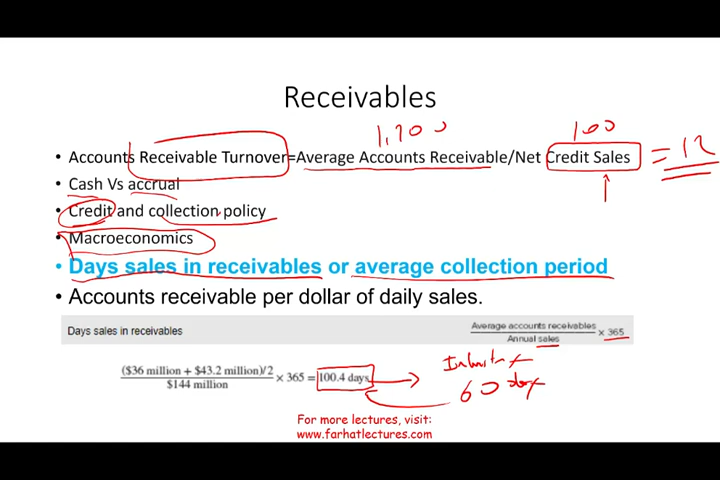 Receivables
1,200 100
• Accounts Receivable Turnover=Average Accounts Receivable/Net Credit Sales = 12
• Cash Vs accrual
• Credit and collection policy
• Macroeconomics
• Days sales in receivables or average collection period
• Accounts receivable per dollar of daily sales.
Days sales in receivables Average accounts receivables / Annual sales × 365
($36 million + $43.2 million)/2 / $144 million × 365 = 100.4 days
Industry
60 days
For more lectures, visit:
www.farhatlectures.com